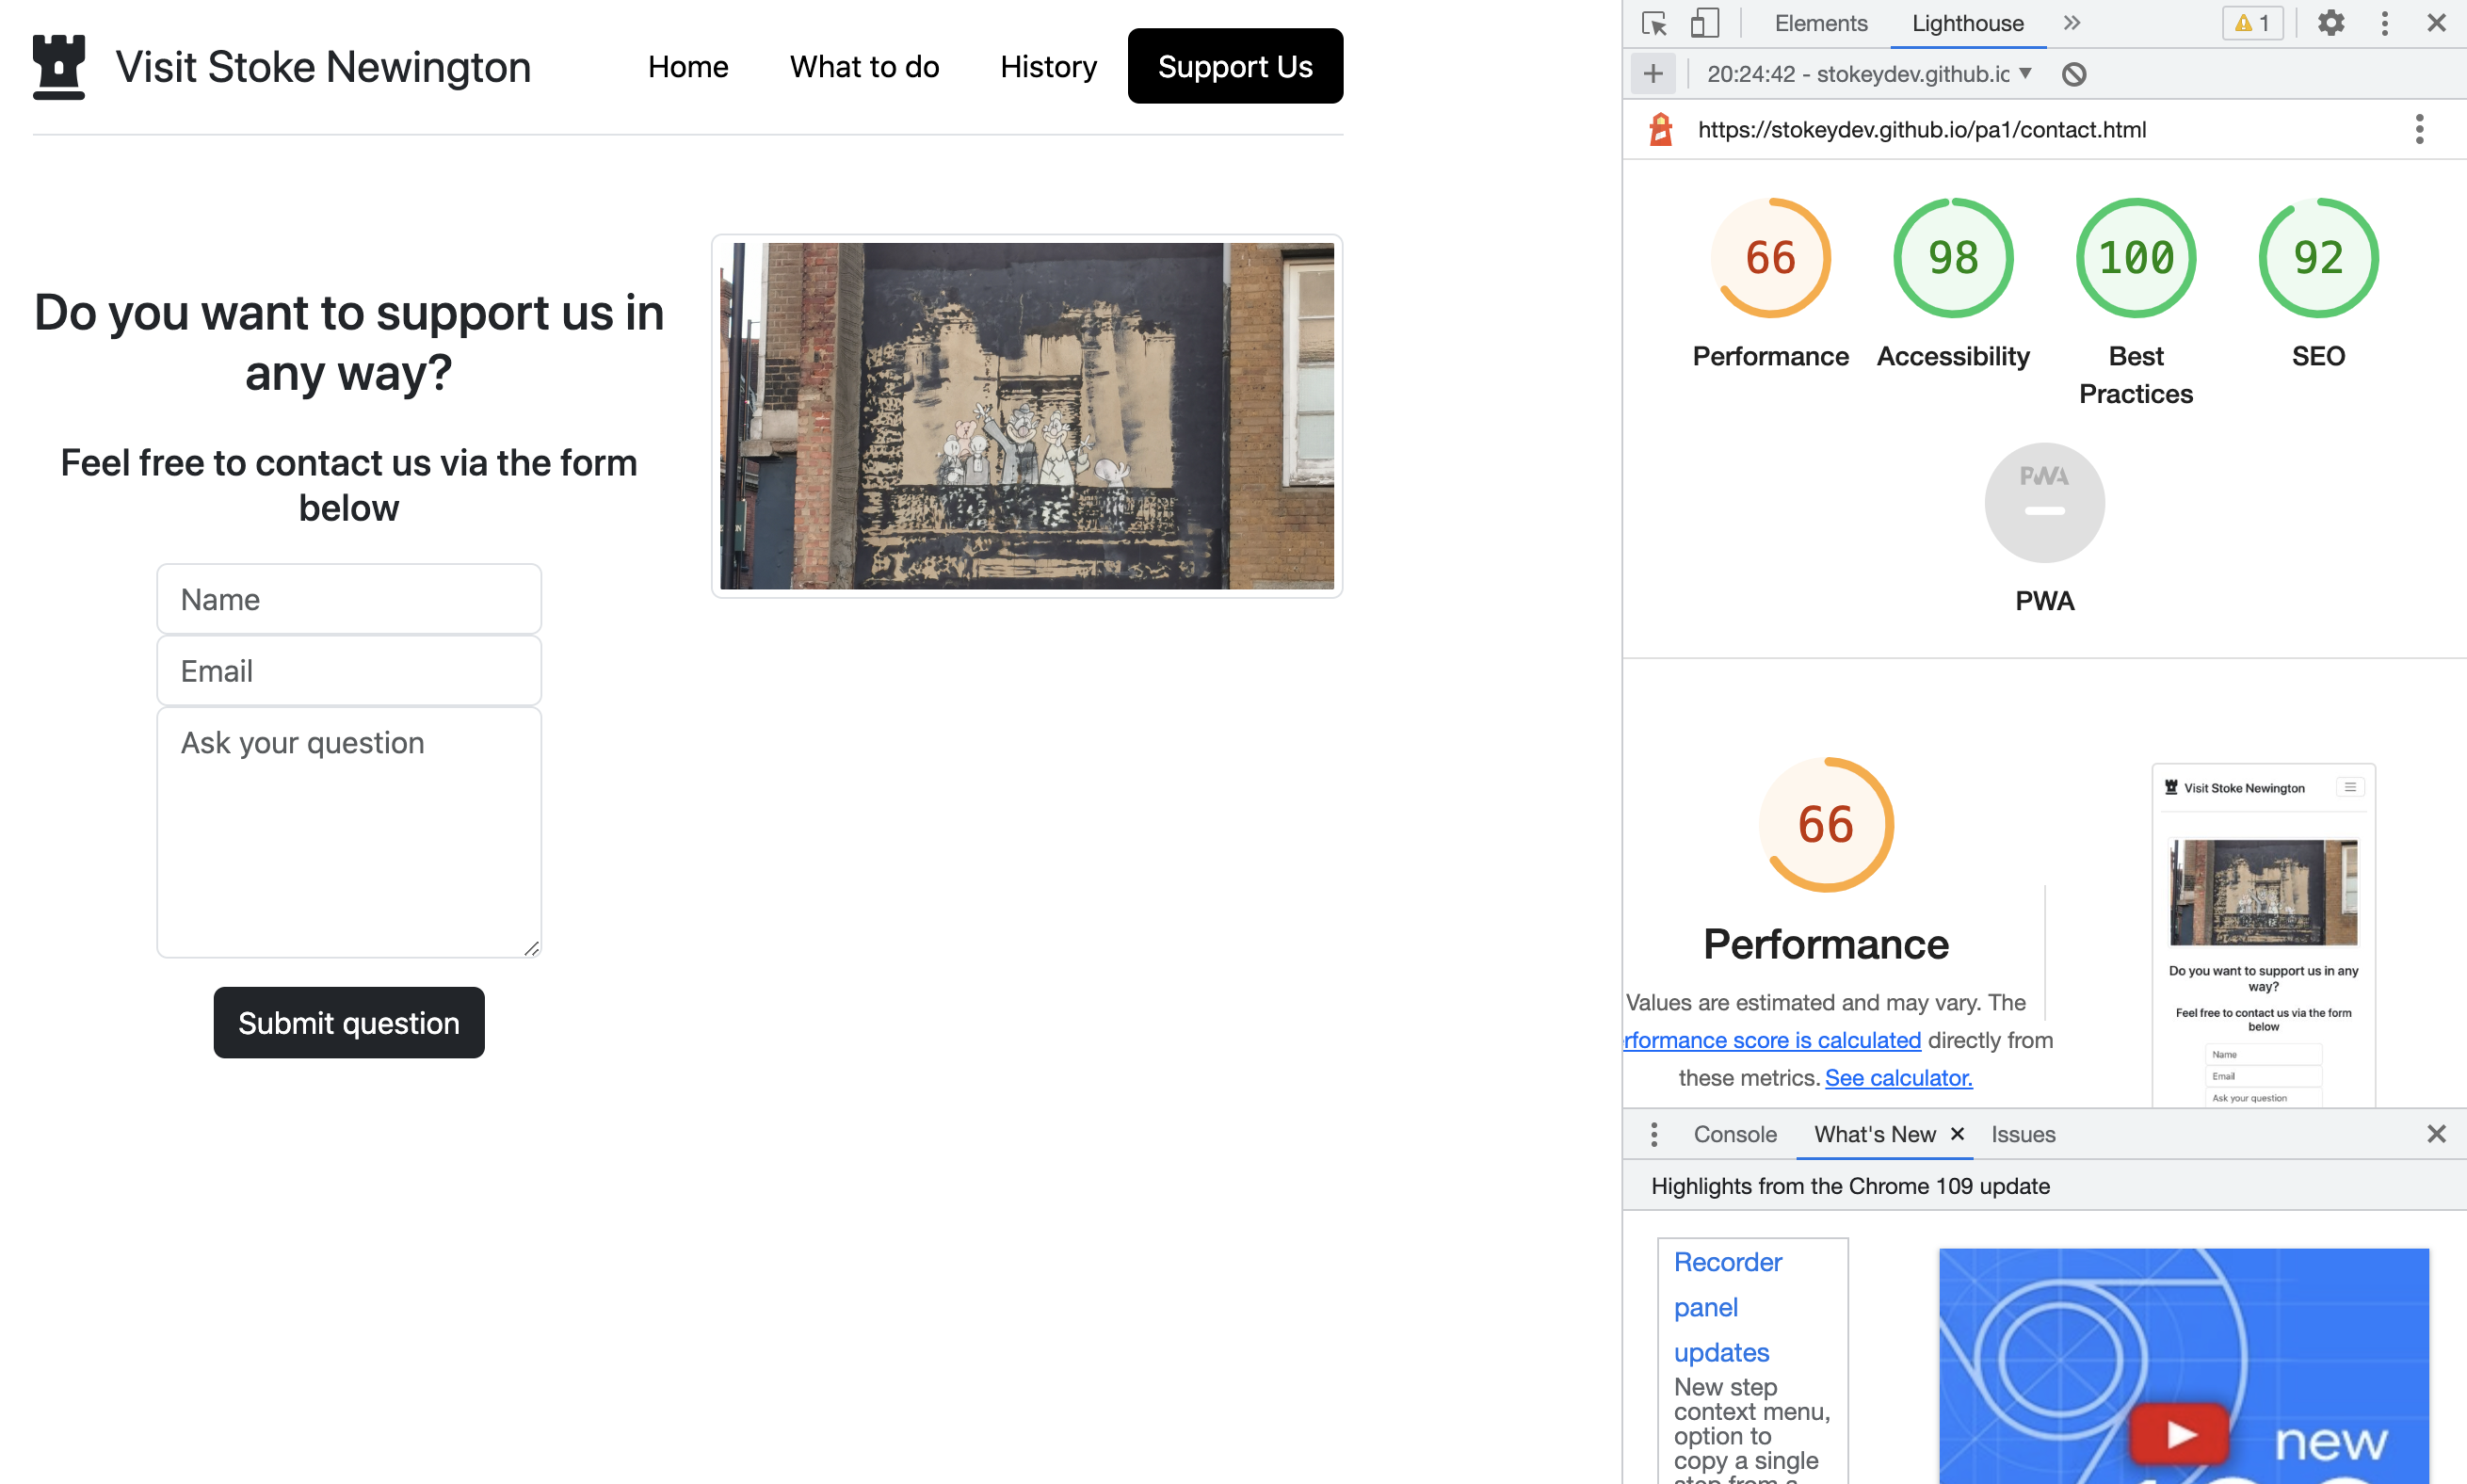 Visit Stoke Newington
Home
What to do
History
Support Us
Do you want to support us in
any way?
Feel free to contact us via the form
below
Name
Email
Ask your question
Submit question
Elements
Lighthouse
1
20:24:42 - stokeydev.github.ic
https://stokeydev.github.io/pa1/contact.html
66
98
100
92
Performance
Accessibility
Best
Practices
SEO
PWA
PWA
66
Performance
Values are estimated and may vary. The
rformance score is calculated directly from
these metrics. See calculator.
Visit Stoke Newington
Do you want to support us in any
way?
Feel free to contact us via the form
below
Name
Email
Ask your question
Console
What's New
Issues
Highlights from the Chrome 109 update
Recorder
panel
updates
New step
context menu,
option to
copy a single
step from a
new